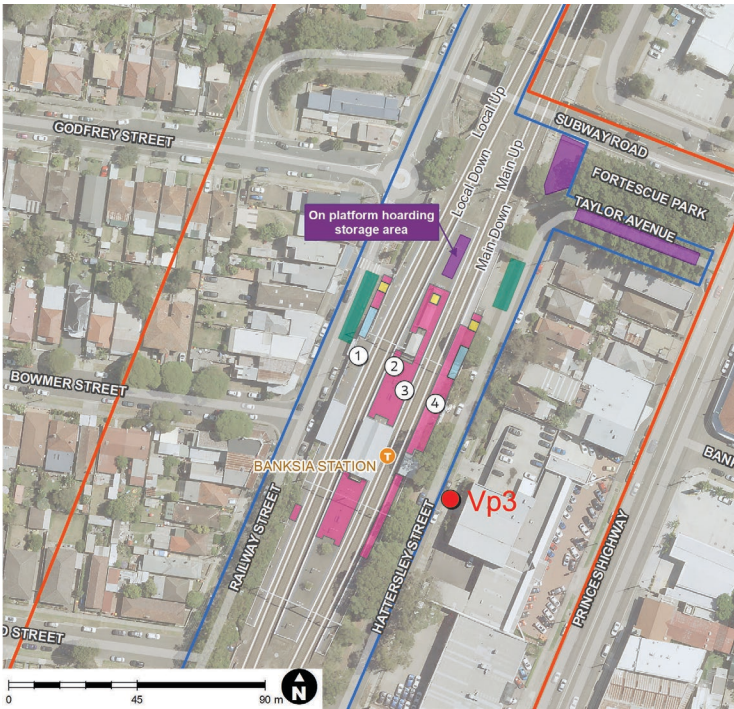 Local Up
GODFREY STREET
SUBWAY ROAD
Main Up
Local Down
FORTESCUE PARK
TAYLOR AVENUE
On platform hoarding
storage area
Main Down
1
2
3
BOWMER STREET
4
T
BANKSIA STATION
Vp3
RAILWAY STREET
HATTERSLEY STREET
PRINCES HIGHWAY
BAN
D STREET
0
45
90 m
N